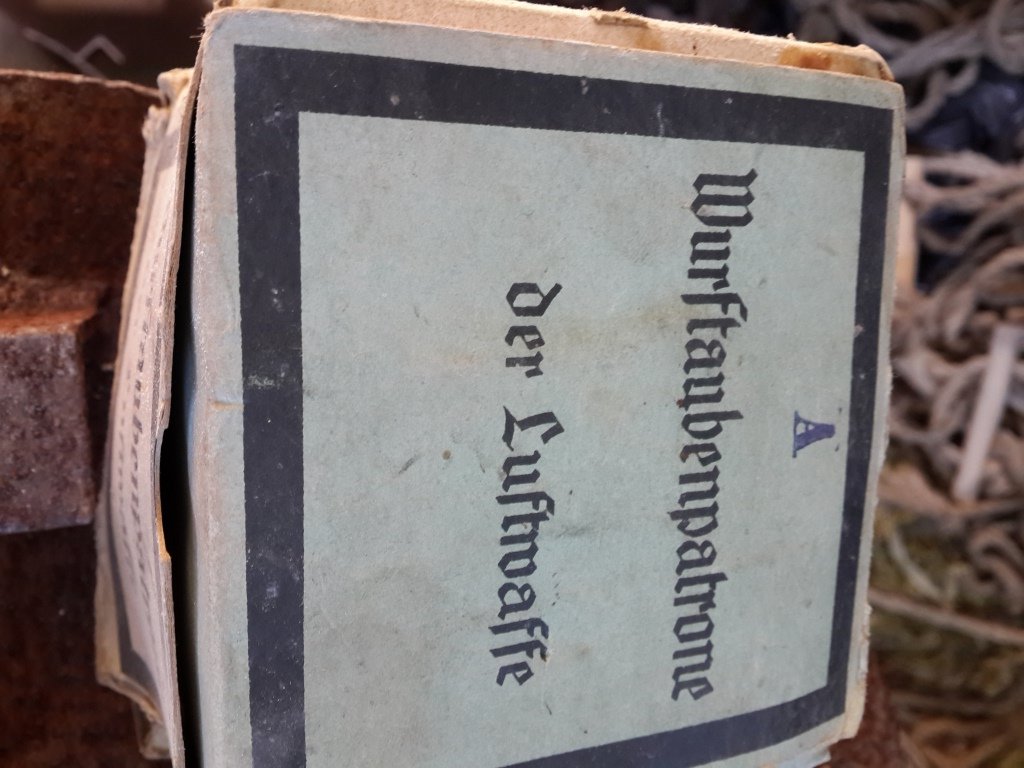 A
Wurftaubenpatrone
der Luftwaffe